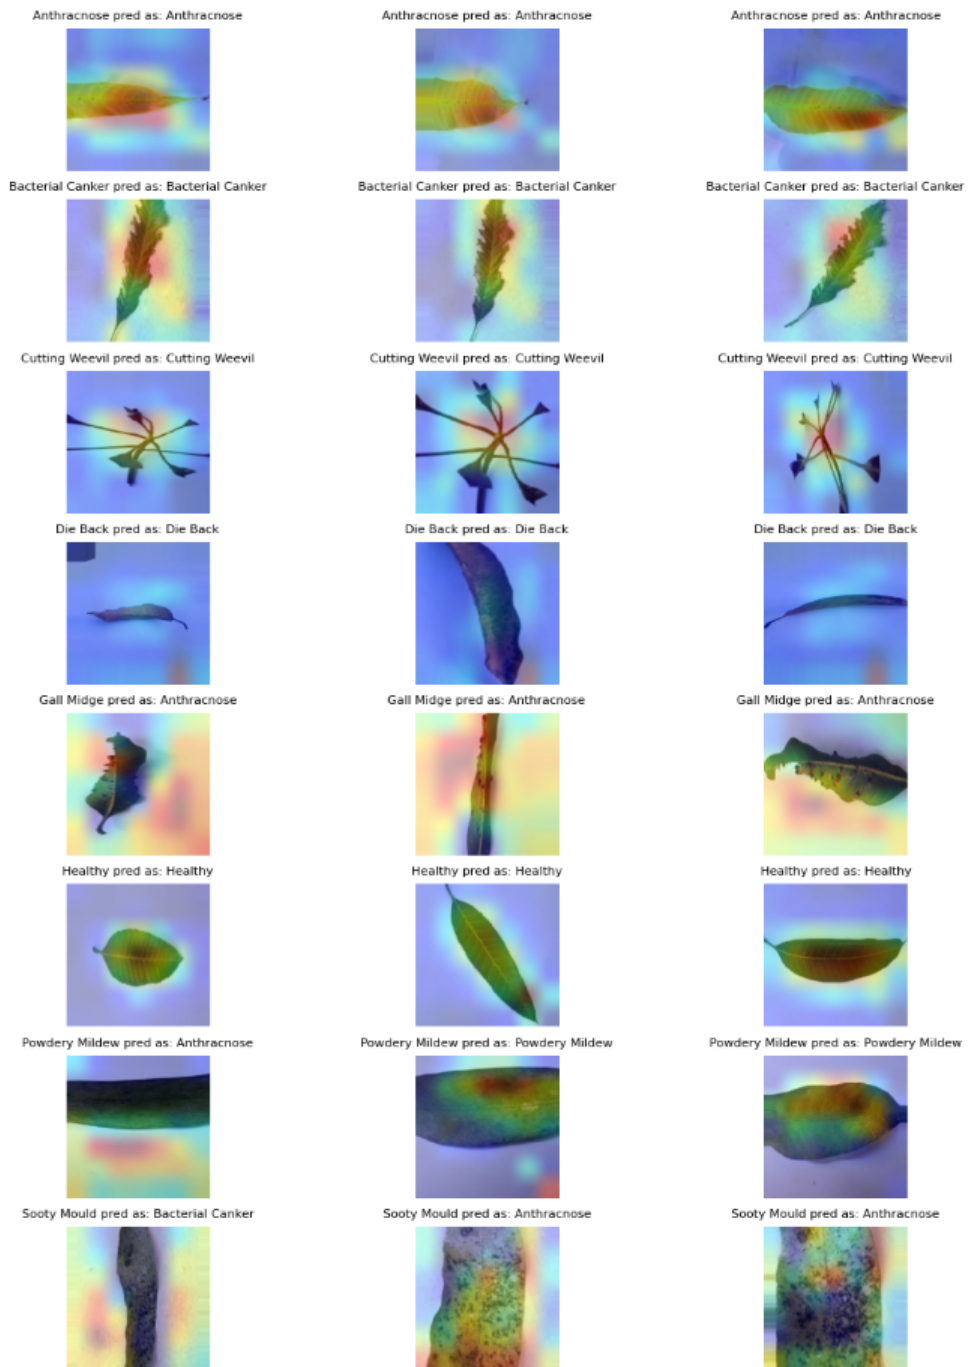 Anthracnose pred as: Anthracnose
Anthracnose pred as: Anthracnose
Anthracnose pred as: Anthracnose
Bacterial Canker pred as: Bacterial Canker
Bacterial Canker pred as: Bacterial Canker
Bacterial Canker pred as: Bacterial Canker
Cutting Weevil pred as: Cutting Weevil
Cutting Weevil pred as: Cutting Weevil
Cutting Weevil pred as: Cutting Weevil
Die Back pred as: Die Back
Die Back pred as: Die Back
Die Back pred as: Die Back
Gall Midge pred as: Anthracnose
Gall Midge pred as: Anthracnose
Gall Midge pred as: Anthracnose
Healthy pred as: Healthy
Healthy pred as: Healthy
Healthy pred as: Healthy
Powdery Mildew pred as: Anthracnose
Powdery Mildew pred as: Powdery Mildew
Powdery Mildew pred as: Powdery Mildew
Sooty Mould pred as: Bacterial Canker
Sooty Mould pred as: Anthracnose
Sooty Mould pred as: Anthracnose